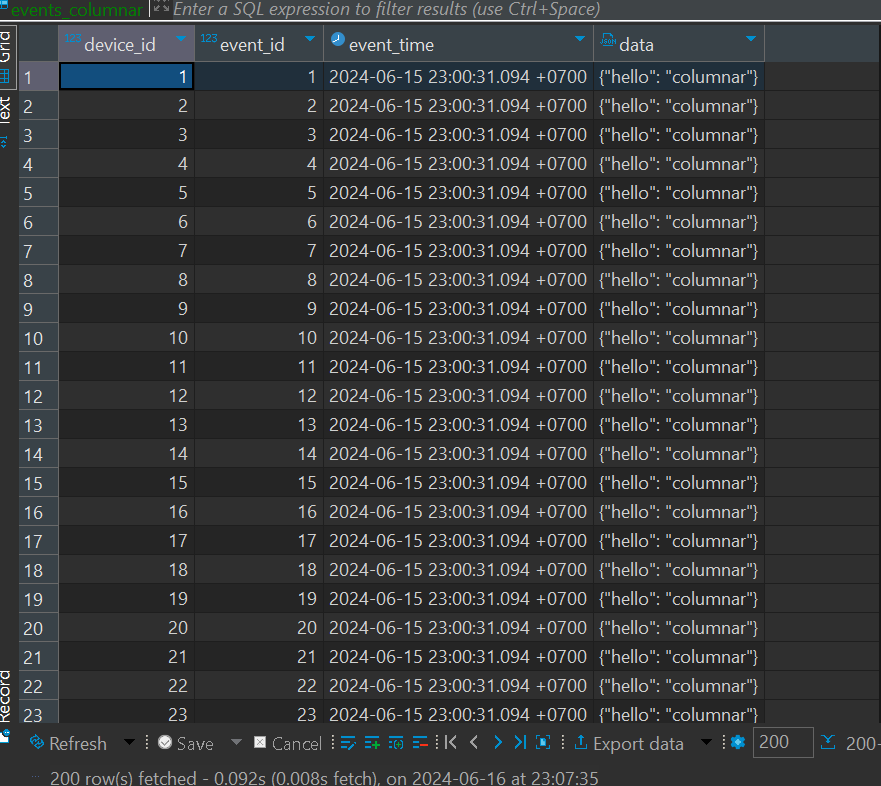 events_columnar Enter a SQL expression to filter results (use Ctrl+Space)
Grid
Text
Record
123 device_id 123 event_id event_time JSON data
1 1 1 2024-06-15 23:00:31.094 +0700 {"hello": "columnar"}
2 2 2 2024-06-15 23:00:31.094 +0700 {"hello": "columnar"}
3 3 3 2024-06-15 23:00:31.094 +0700 {"hello": "columnar"}
4 4 4 2024-06-15 23:00:31.094 +0700 {"hello": "columnar"}
5 5 5 2024-06-15 23:00:31.094 +0700 {"hello": "columnar"}
6 6 6 2024-06-15 23:00:31.094 +0700 {"hello": "columnar"}
7 7 7 2024-06-15 23:00:31.094 +0700 {"hello": "columnar"}
8 8 8 2024-06-15 23:00:31.094 +0700 {"hello": "columnar"}
9 9 9 2024-06-15 23:00:31.094 +0700 {"hello": "columnar"}
10 10 10 2024-06-15 23:00:31.094 +0700 {"hello": "columnar"}
11 11 11 2024-06-15 23:00:31.094 +0700 {"hello": "columnar"}
12 12 12 2024-06-15 23:00:31.094 +0700 {"hello": "columnar"}
13 13 13 2024-06-15 23:00:31.094 +0700 {"hello": "columnar"}
14 14 14 2024-06-15 23:00:31.094 +0700 {"hello": "columnar"}
15 15 15 2024-06-15 23:00:31.094 +0700 {"hello": "columnar"}
16 16 16 2024-06-15 23:00:31.094 +0700 {"hello": "columnar"}
17 17 17 2024-06-15 23:00:31.094 +0700 {"hello": "columnar"}
18 18 18 2024-06-15 23:00:31.094 +0700 {"hello": "columnar"}
19 19 19 2024-06-15 23:00:31.094 +0700 {"hello": "columnar"}
20 20 20 2024-06-15 23:00:31.094 +0700 {"hello": "columnar"}
21 21 21 2024-06-15 23:00:31.094 +0700 {"hello": "columnar"}
22 22 22 2024-06-15 23:00:31.094 +0700 {"hello": "columnar"}
23 23 23 2024-06-15 23:00:31.094 +0700 {"hello": "columnar"}
Refresh Save Cancel Export data 200 200
200 row(s) fetched - 0.092s (0.008s fetch), on 2024-06-16 at 23:07:35